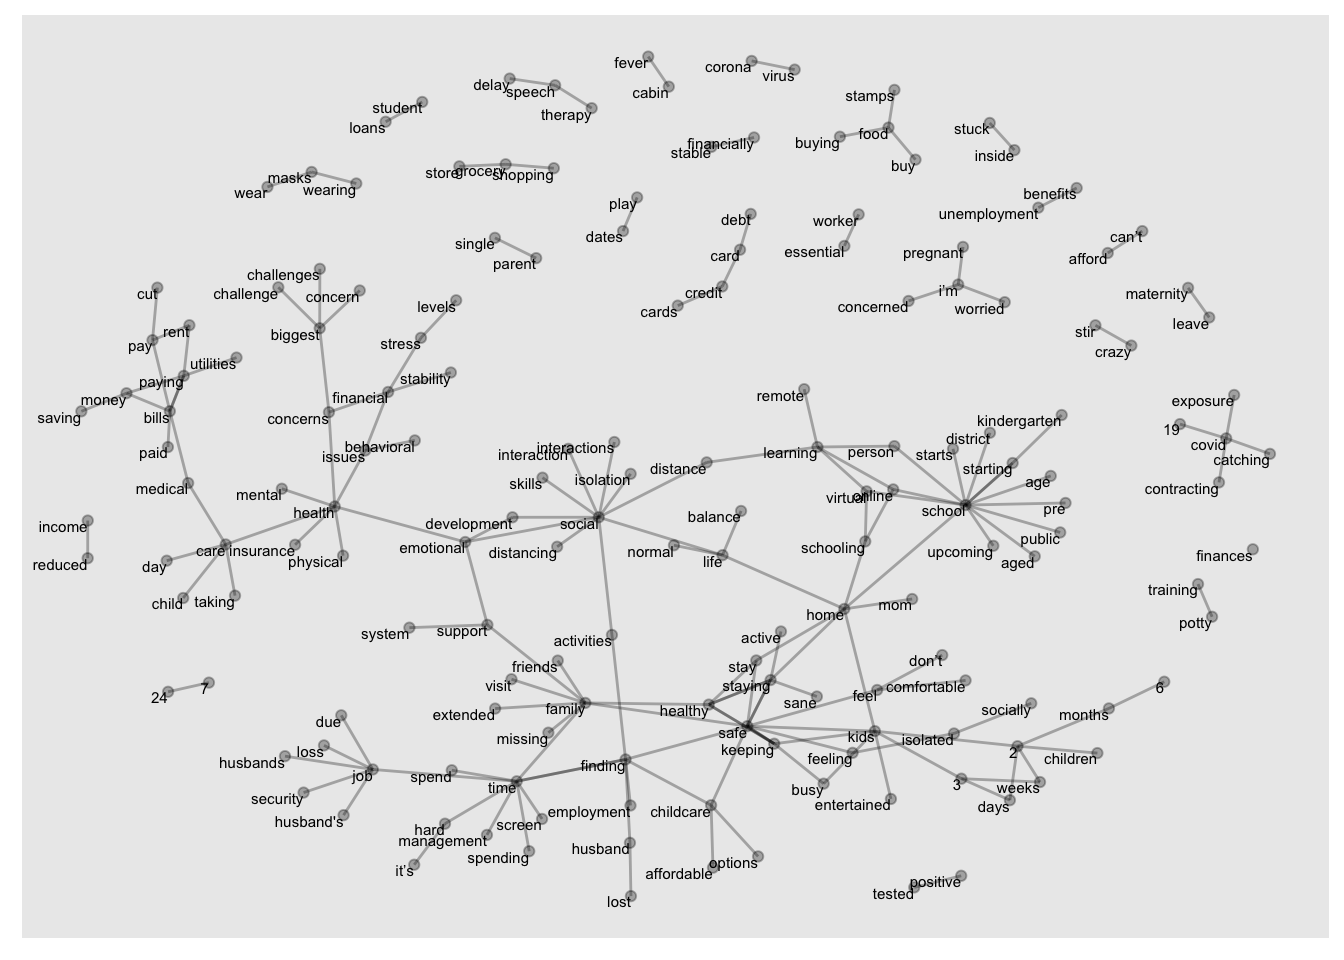 fever
corona
virus
delay
speech
cabin
stamps
student
therapy
loans
stuck
financially
food
buying
stable
inside
buy
masks
store
grocery
shopping
wear
wearing
benefits
play
unemployment
debt
worker
dates
can't
single
essential
pregnant
card
afford
parent
challenges
i'm
cut
challenge
concern
credit
maternity
levels
concerned
worried
cards
leave
rent
biggest
stir
pay
stress
crazy
utilities
paying
stability
remote
money
financial
exposure
saving
bills
concerns
kindergarten
19
district
covid
behavioral
interactions
person
starts
paid
issues
interaction
learning
catching
distance
starting
isolation
skills
age
medical
contracting
mental
virtual
online
health
school
pre
balance
income
development
social
public
care
insurance
emotional
distancing
normal
schooling
upcoming
finances
reduced
day
physical
life
aged
training
child
taking
home
mom
potty
system
support
activities
active
friends
stay
don't
24
7
visit
staying
feel
comfortable
6
sane
extended
family
healthy
socially
months
due
missing
safe
kids
isolated
loss
keeping
2
husbands
finding
feeling
children
job
spend
time
3
weeks
security
busy
entertained
days
husband's
screen
employment
childcare
hard
management
husband
spending
options
it's
affordable
positive
tested
lost